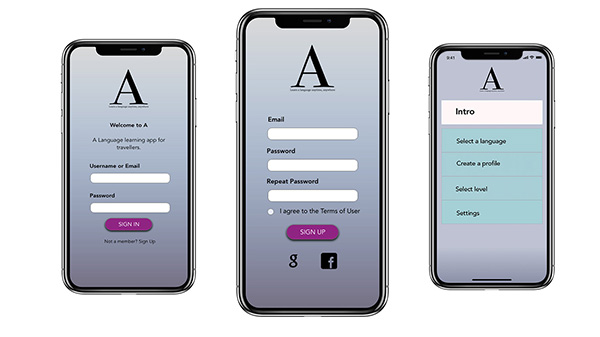 A
Welcome to A
A Language learning app for
travellers.
Username or Email
Password
SIGN IN
Not a member? Sign Up
A
Email
Password
Repeat Password
I agree to the Terms of User
SIGN UP
g
f
9:41
A
Intro
Select a language
Create a profile
Select level
Settings